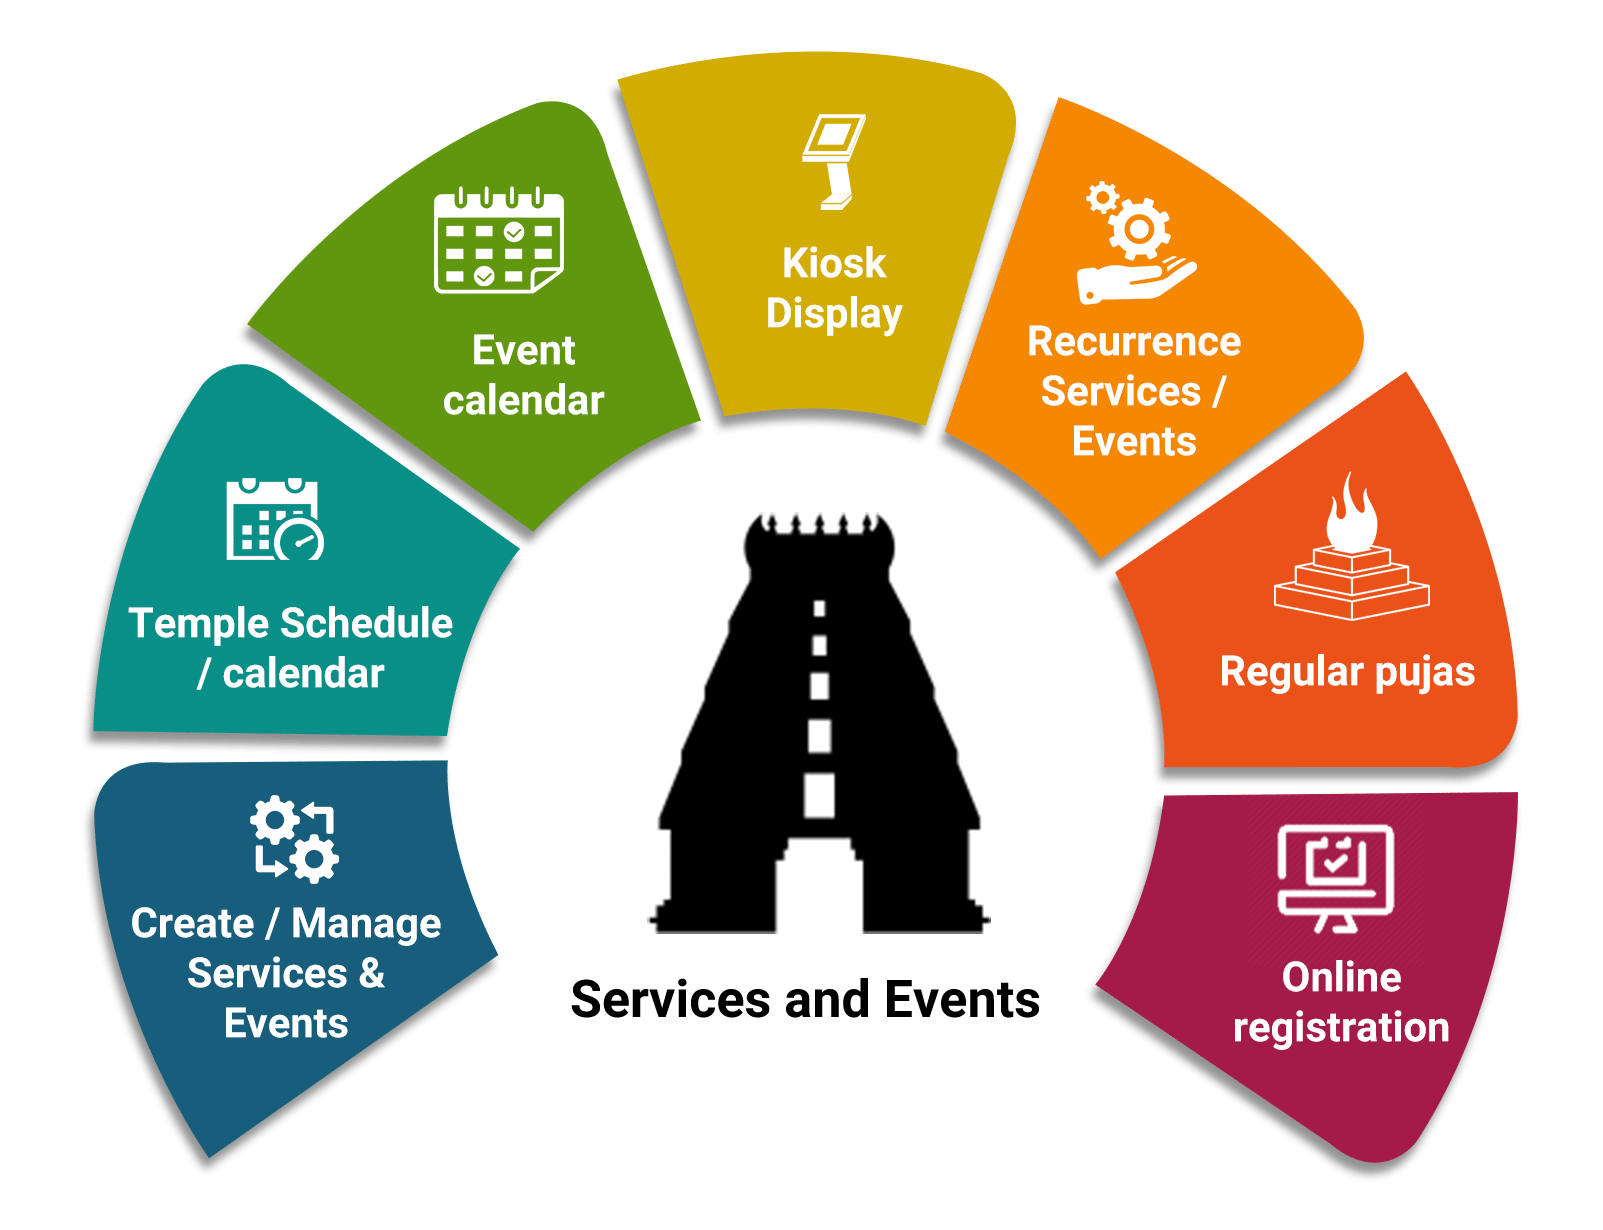 Kiosk
Display
Event
calendar
Recurrence
Services /
Events
Temple Schedule
/ calendar
Regular pujas
Create / Manage
Services &
Events
Online
registration
Services and Events